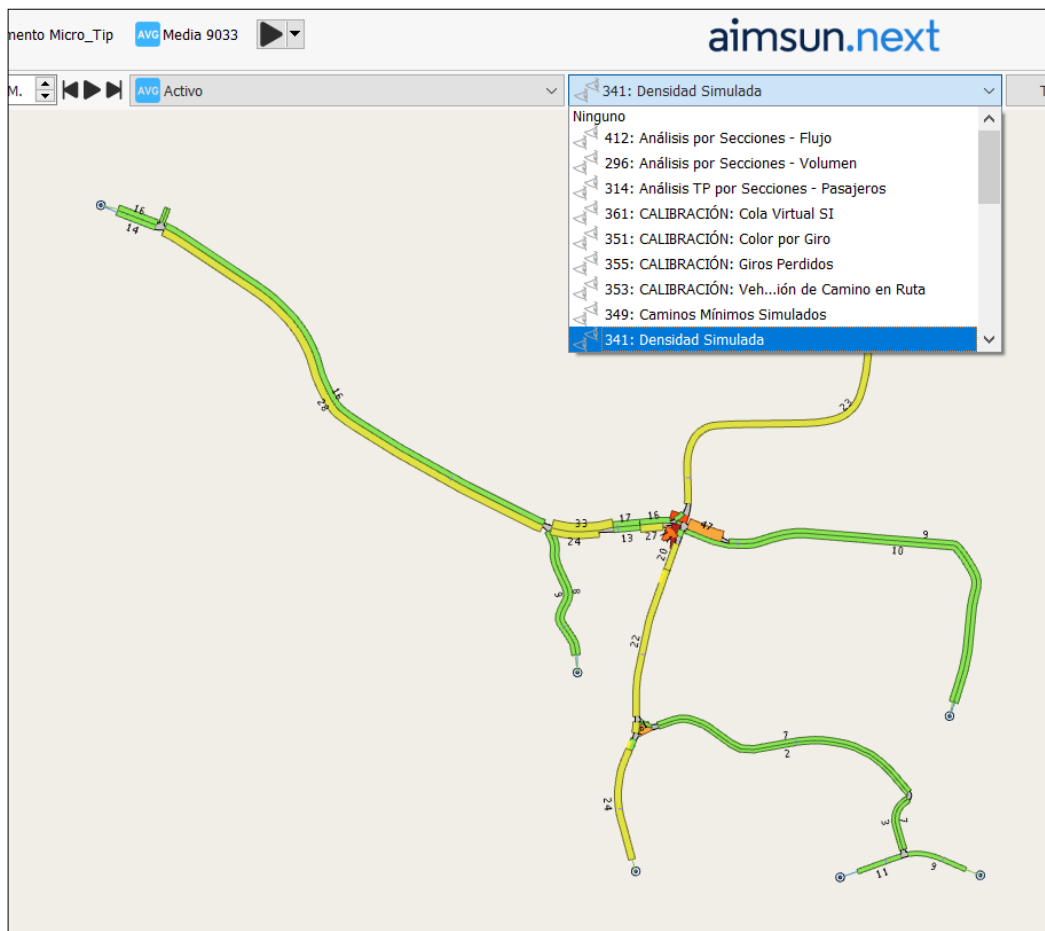 mento Micro_Tip AVG Media 9033
aimsun.next
M. AVG Activo 341: Densidad Simulada T
Ninguno
412: Análisis por Secciones - Flujo
296: Análisis por Secciones - Volumen
314: Análisis TP por Secciones - Pasajeros
361: CALIBRACIÓN: Cola Virtual SI
351: CALIBRACIÓN: Color por Giro
355: CALIBRACIÓN: Giros Perdidos
353: CALIBRACIÓN: Veh...ión de Camino en Ruta
349: Caminos Mínimos Simulados
341: Densidad Simulada
16
14
16
28
23
33
17
16
47
24
13
27
20
9
10
8
22
7
2
24
3
7
11
9